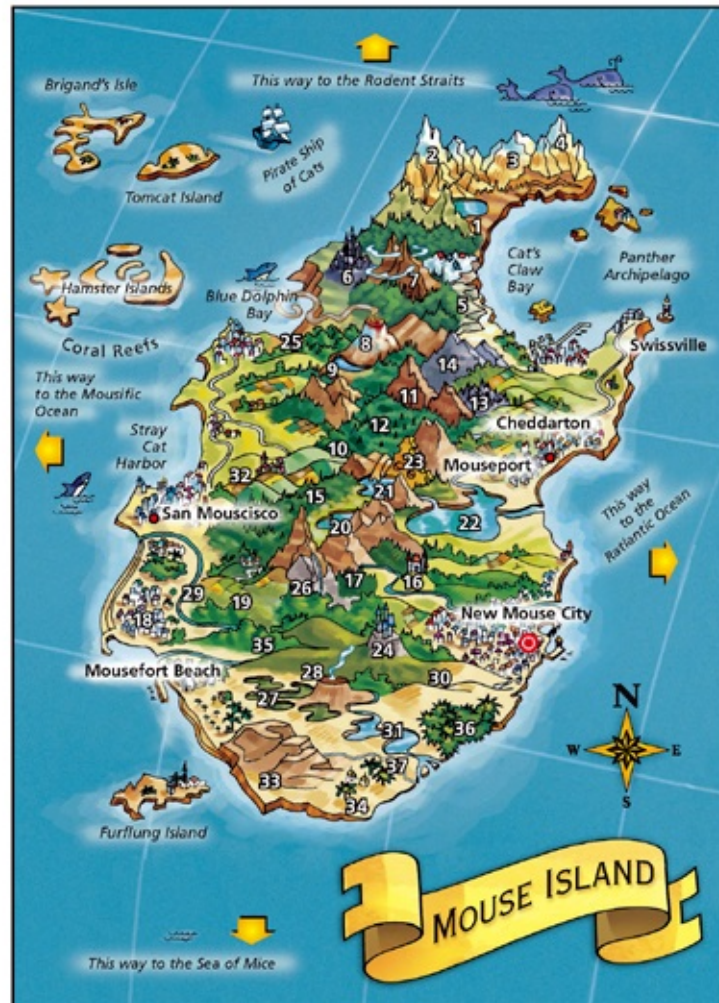 Brigand's Isle
This way to the Rodent Straits
Pirate Ship
of Cats
Tomcat Island
2
3
4
1
Cat's
Claw
Bay
Panther
Archipelago
6
7
Hamster Islands
Blue Dolphin
Bay
5
Coral Reefs
25
8
Swissville
14
9
This way
to the Mousific
Ocean
11
13
12
Cheddarton
Stray
Cat
Harbor
10
23
Mouseport
32
15
21
San Mouscisco
20
22
This way
to the
Ratlantic Ocean
29
19
26
17
16
18
New Mouse City
35
24
Mousefort Beach
28
30
27
N
W
E
S
31
36
33
37
34
Furflung Island
MOUSE ISLAND
This way to the Sea of Mice